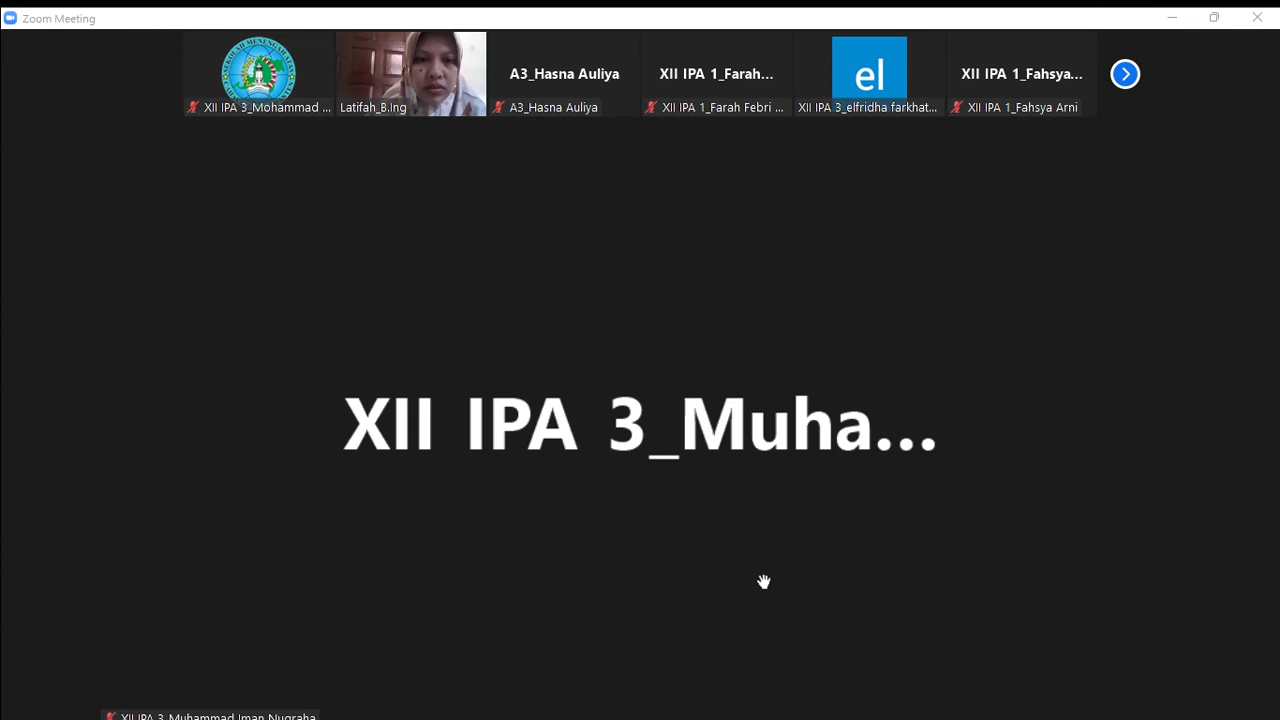 Zoom Meeting
XII IPA 3_Mohammad ...
Latifah_B.Ing
A3_Hasna Auliya
A3_Hasna Auliya
XII IPA 1_Farah...
XII IPA 1_Farah Febri ...
el
XII IPA 3_elfridha farkhat...
XII IPA 1_Fahsya...
XII IPA 1_Fahsya Arni
XII IPA 3_Muha...
XII IPA 3_Muhammad Iman Nugraha